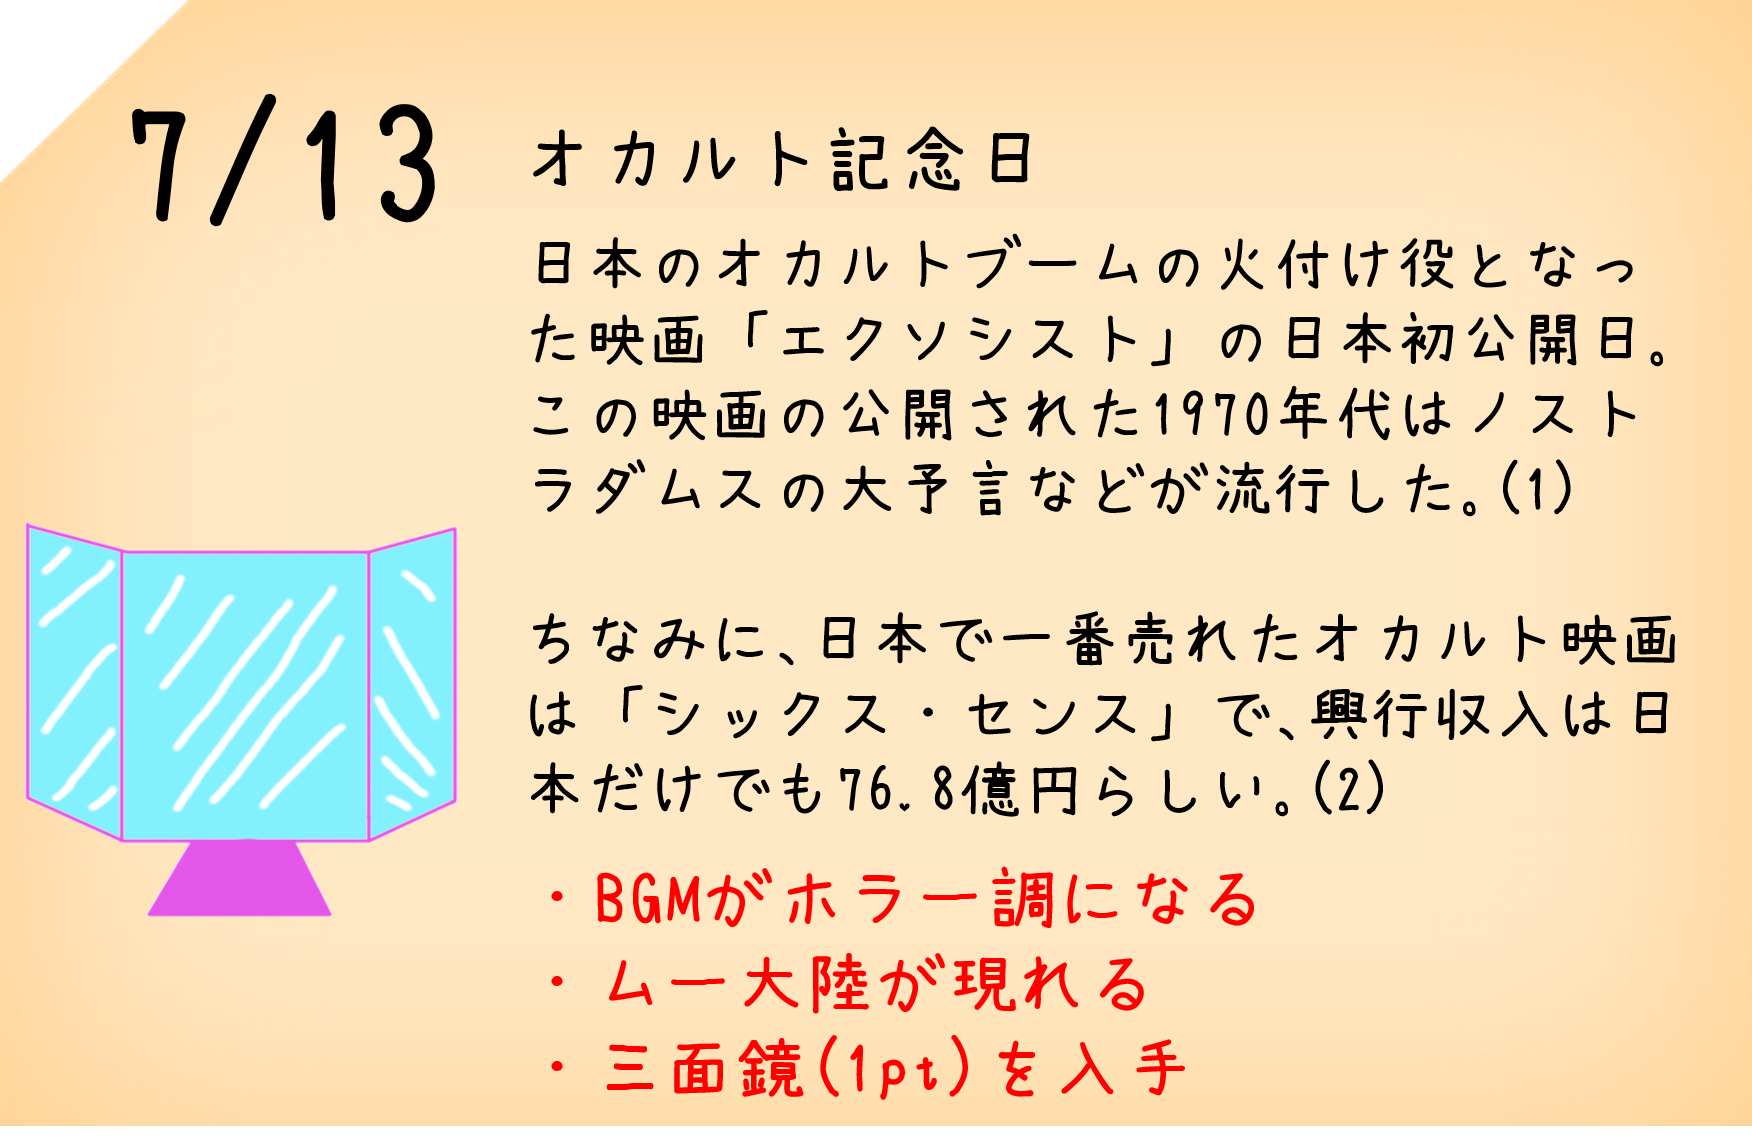 7/13
オカルト記念日
日本のオカルトブームの火付け役となっ
た映画「エクソシスト」の日本初公開日。
この映画の公開された1970年代はノスト
ラダムスの大予言などが流行した。(1)
ちなみに、日本で一番売れたオカルト映画
は「シックス・センス」で、興行収入は日
本だけでも76.8億円らしい。(2)
・BGMがホラー調になる
・ムー大陸が現れる
・三面鏡(1pt)を入手